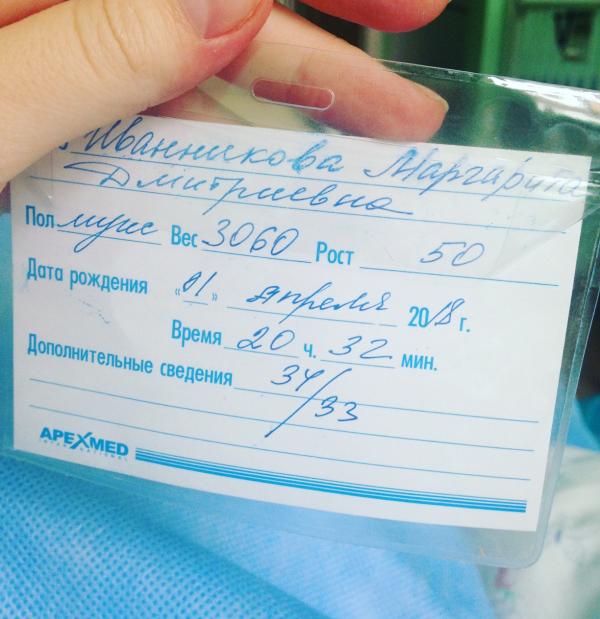 Иванникова Маргарита
Дмитриевна
Пол муж Вес 3060 Рост 50
Дата рождения «01» апреля 2018 г.
Время 20 ч. 32 мин.
Дополнительные сведения 34/33
APEXMED
INTERNATIONAL